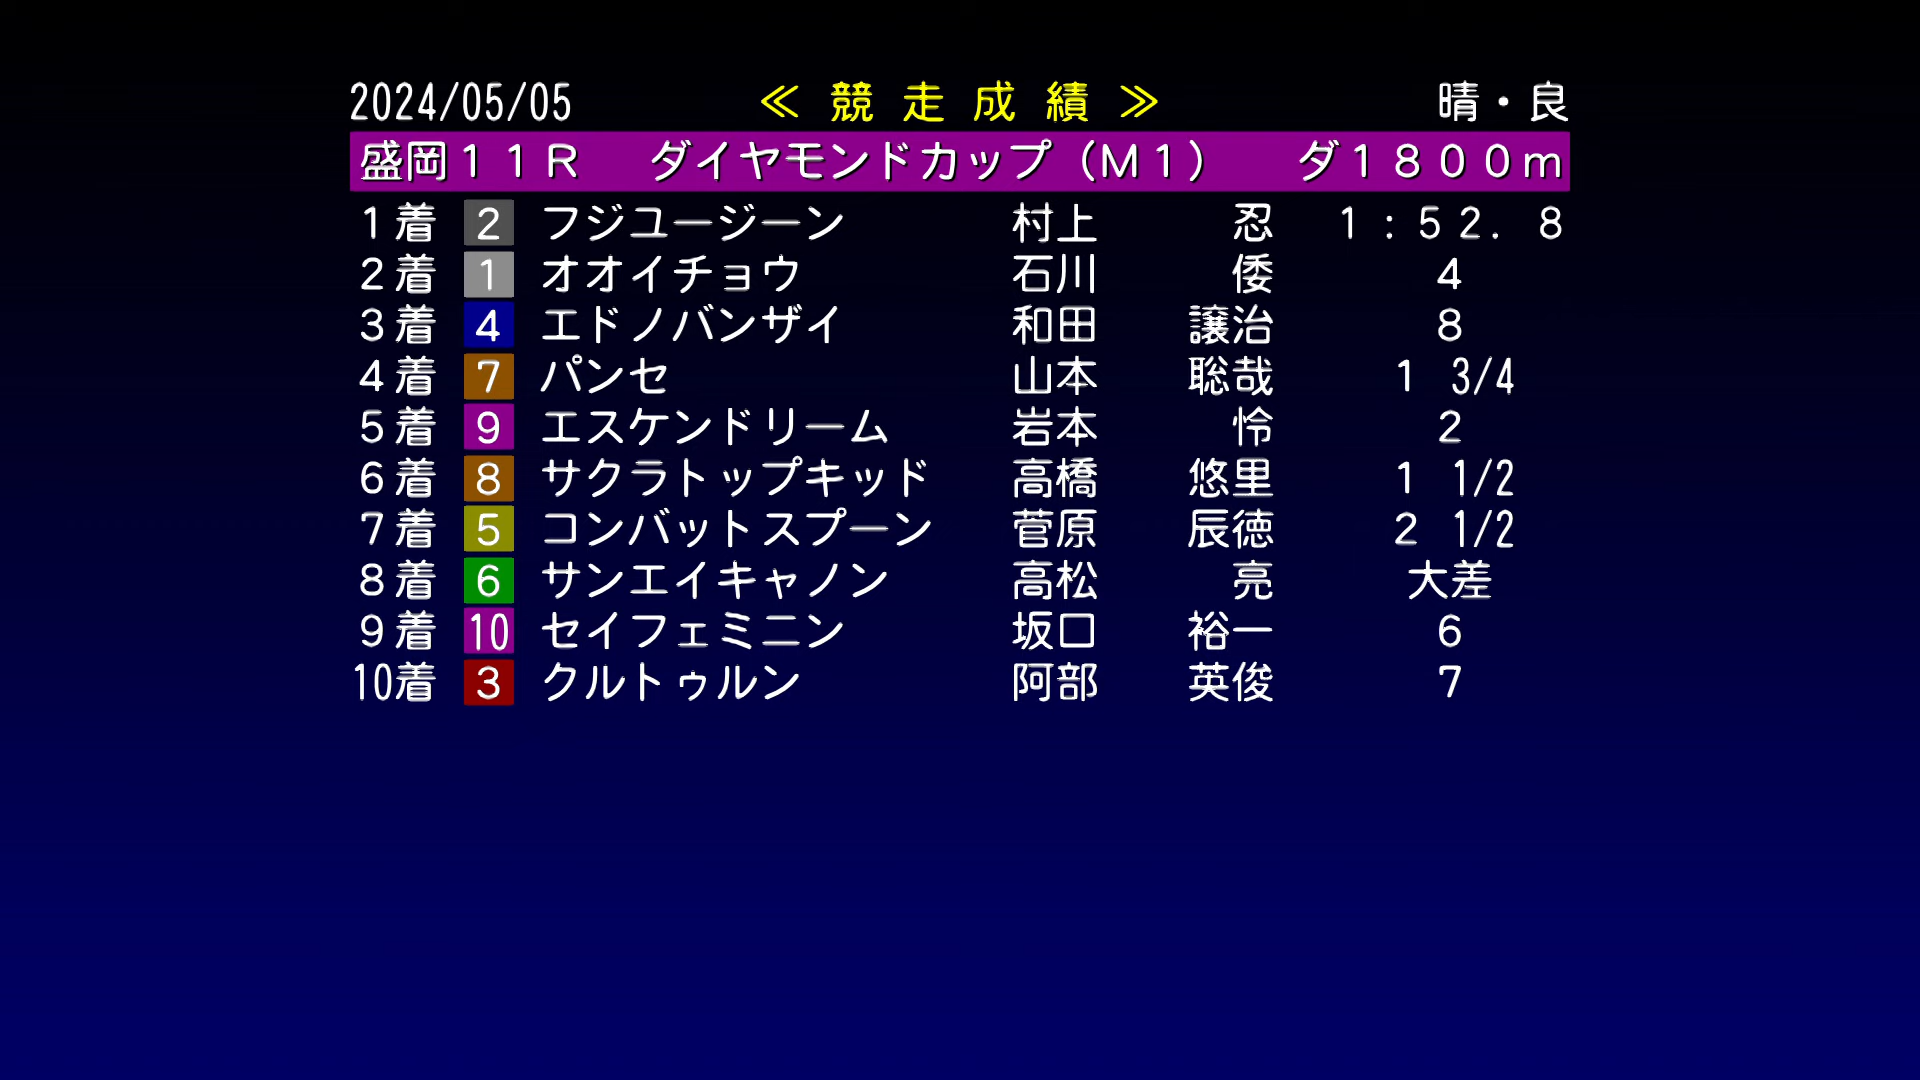 2024/05/05 ≪ 競 走 成 績 ≫ 晴・良
盛岡11R ダイヤモンドカップ(M1) ダ1800m
1着 2 フジユージーン 村上 忍 1:52.8
2着 1 オオイチョウ 石川 倭 4
3着 4 エドノバンザイ 和田 譲治 8
4着 7 パンセ 山本 聡哉 1 3/4
5着 9 エスケンドリーム 岩本 怜 2
6着 8 サクラトップキッド 高橋 悠里 1 1/2
7着 5 コンバットスプーン 菅原 辰徳 2 1/2
8着 6 サンエイキャノン 高松 亮 大差
9着 10 セイフェミニン 坂口 裕一 6
10着 3 クルトゥルン 阿部 英俊 7